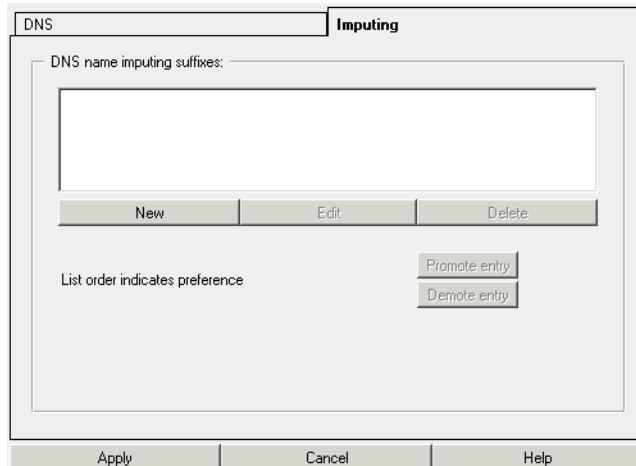 DNS Imputing
DNS name imputing suffixes:
New Edit Delete
Promote entry
List order indicates preference
Demote entry
Apply Cancel Help